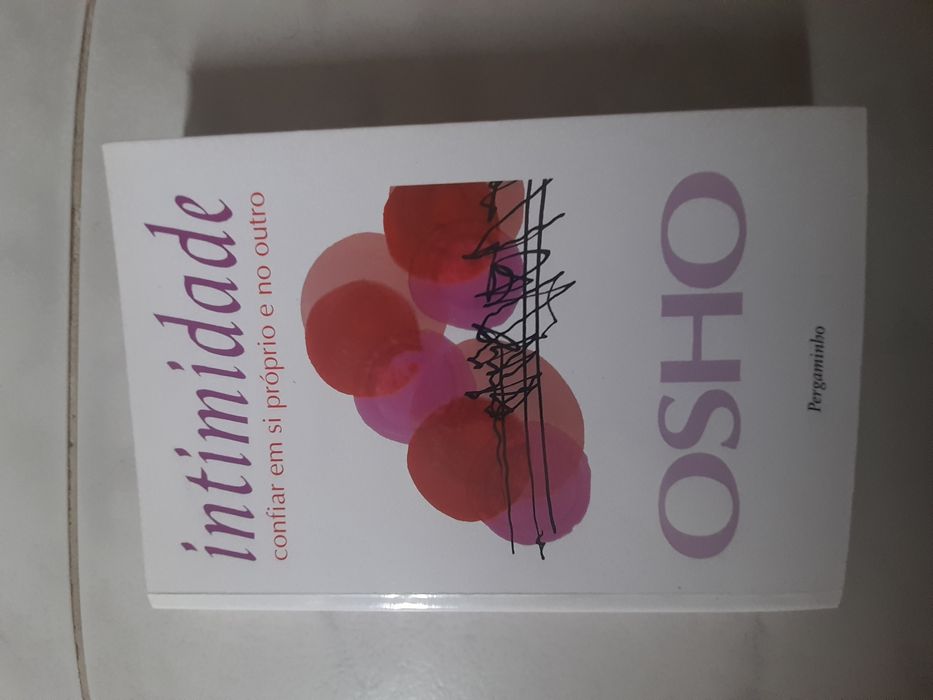 intimidade
confiar em si próprio e no outro
OSHO
Pergaminho